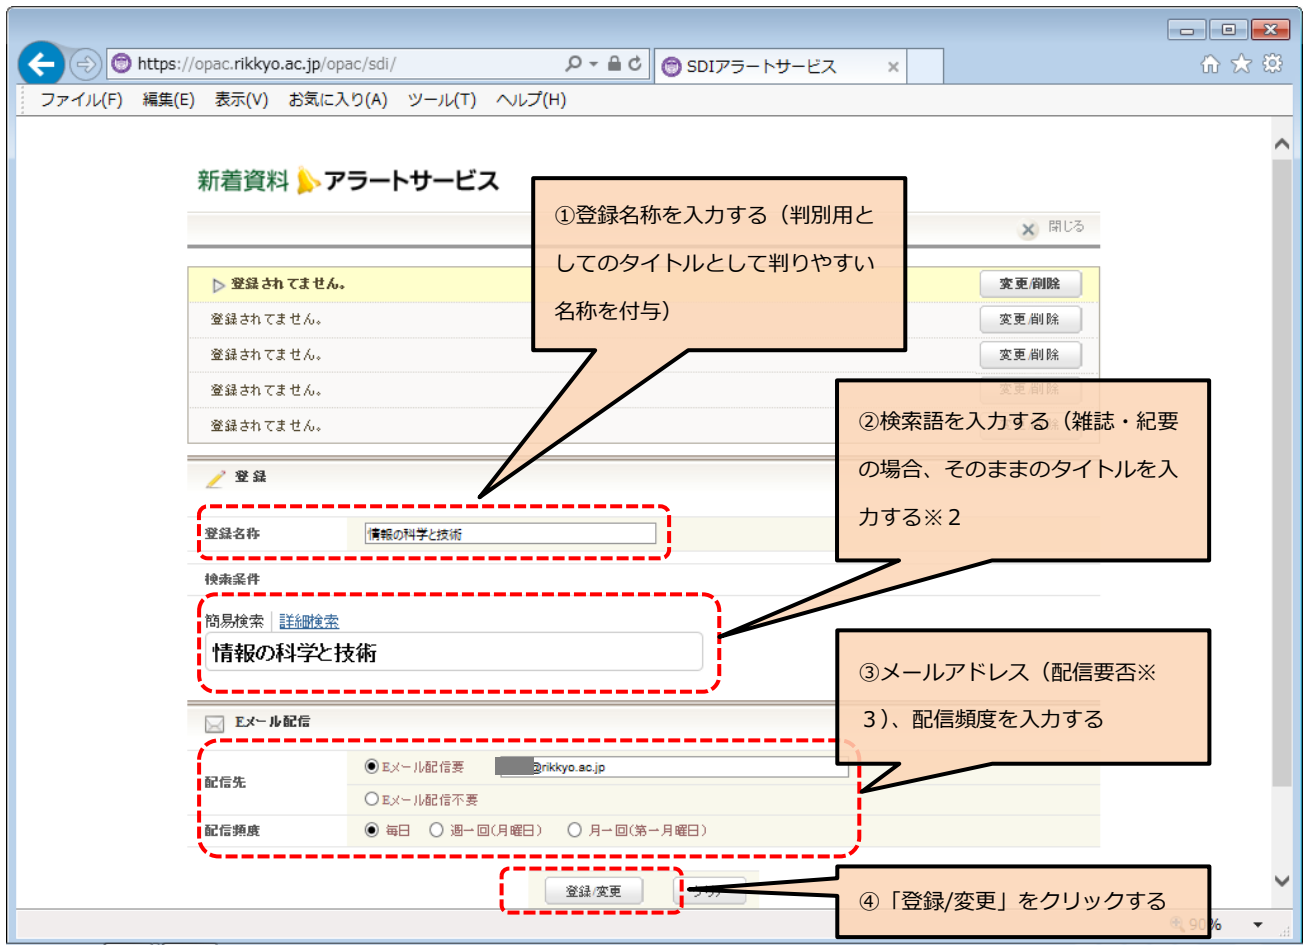 https://opac.rikkyo.ac.jp/opac/sdi/
SDIアラートサービス
ファイル(F) 編集(E) 表示(V) お気に入り(A) ツール(T) ヘルプ(H)
新着資料 アラートサービス
①登録名称を入力する（判別用と
してのタイトルとして判りやすい
名称を付与）
閉じる
登録されてません。 変更/削除
登録されてません。 変更/削除
登録されてません。 変更/削除
登録されてません。 変更/削除
登録されてません。
②検索語を入力する（雑誌・紀要
の場合、そのままのタイトルを入
力する※２
登録
登録名称 情報の科学と技術
検索条件
簡易検索 詳細検索
情報の科学と技術
③メールアドレス（配信要否※
３）、配信頻度を入力する
Eメール配信
配信先 Eメール配信要 @rikkyo.ac.jp
Eメール配信不要
配信頻度 毎日 週一回(月曜日) 月一回(第一月曜日)
登録/変更
④「登録/変更」をクリックする
90%